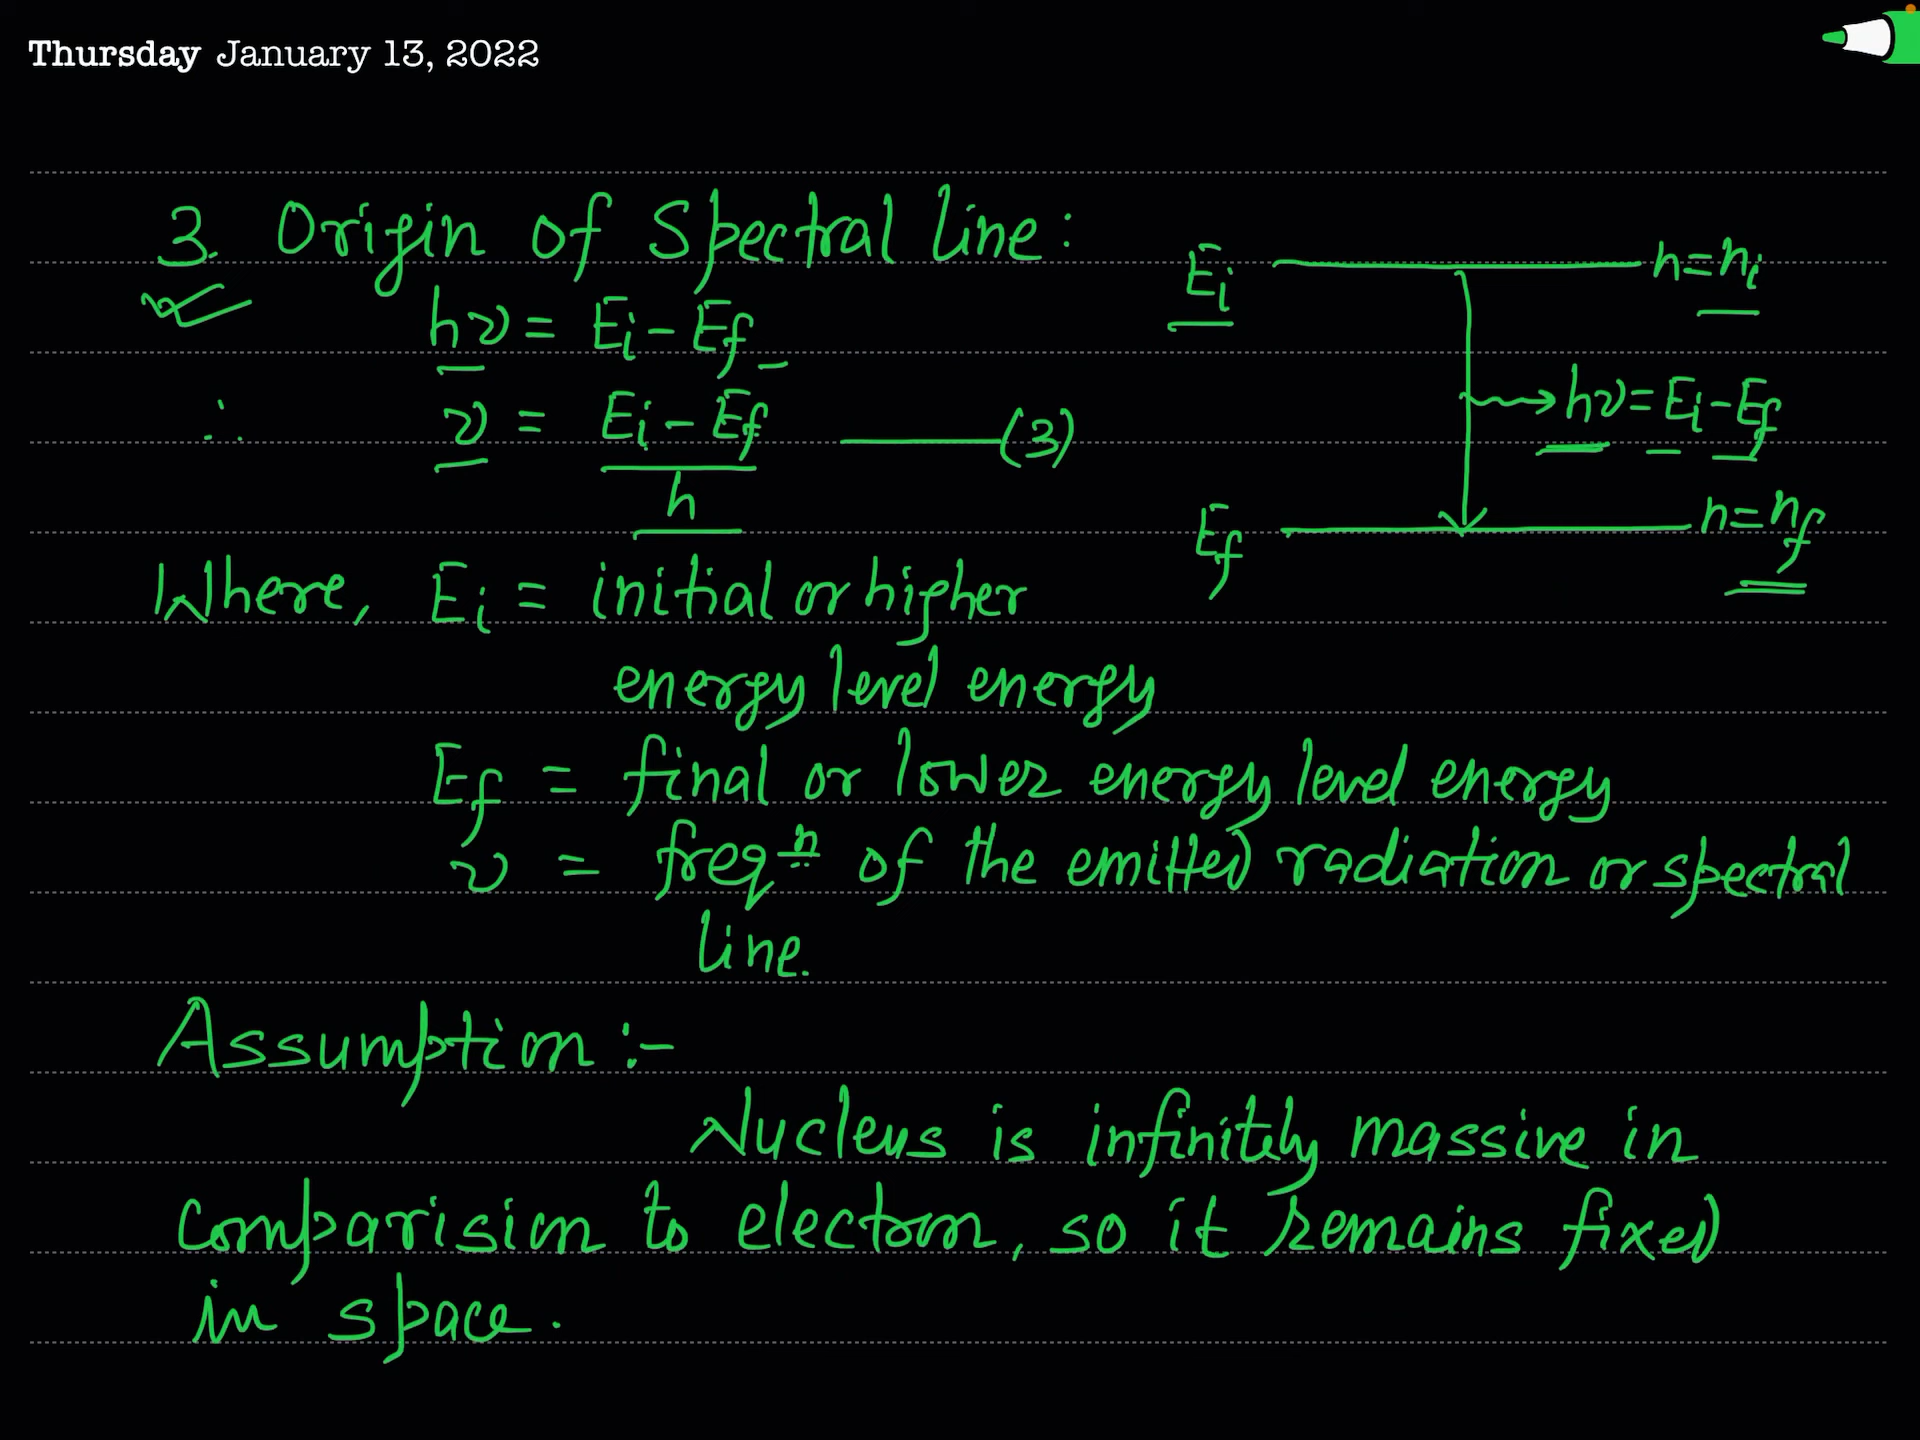 Thursday January 13, 2022
3. Origin of Spectral line:
hν = Ei - Ef
∴ ν = Ei - Ef ——(3)
h
Ei n=ni
hν=Ei-Ef
Ef n=nf
Where, Ei = initial or higher
energy level energy
Ef = final or lower energy level energy
ν = freqn of the emitted radiation or spectral
line.
Assumption :-
Nucleus is infinitely massive in
comparision to electron, so it remains fixed
in space.